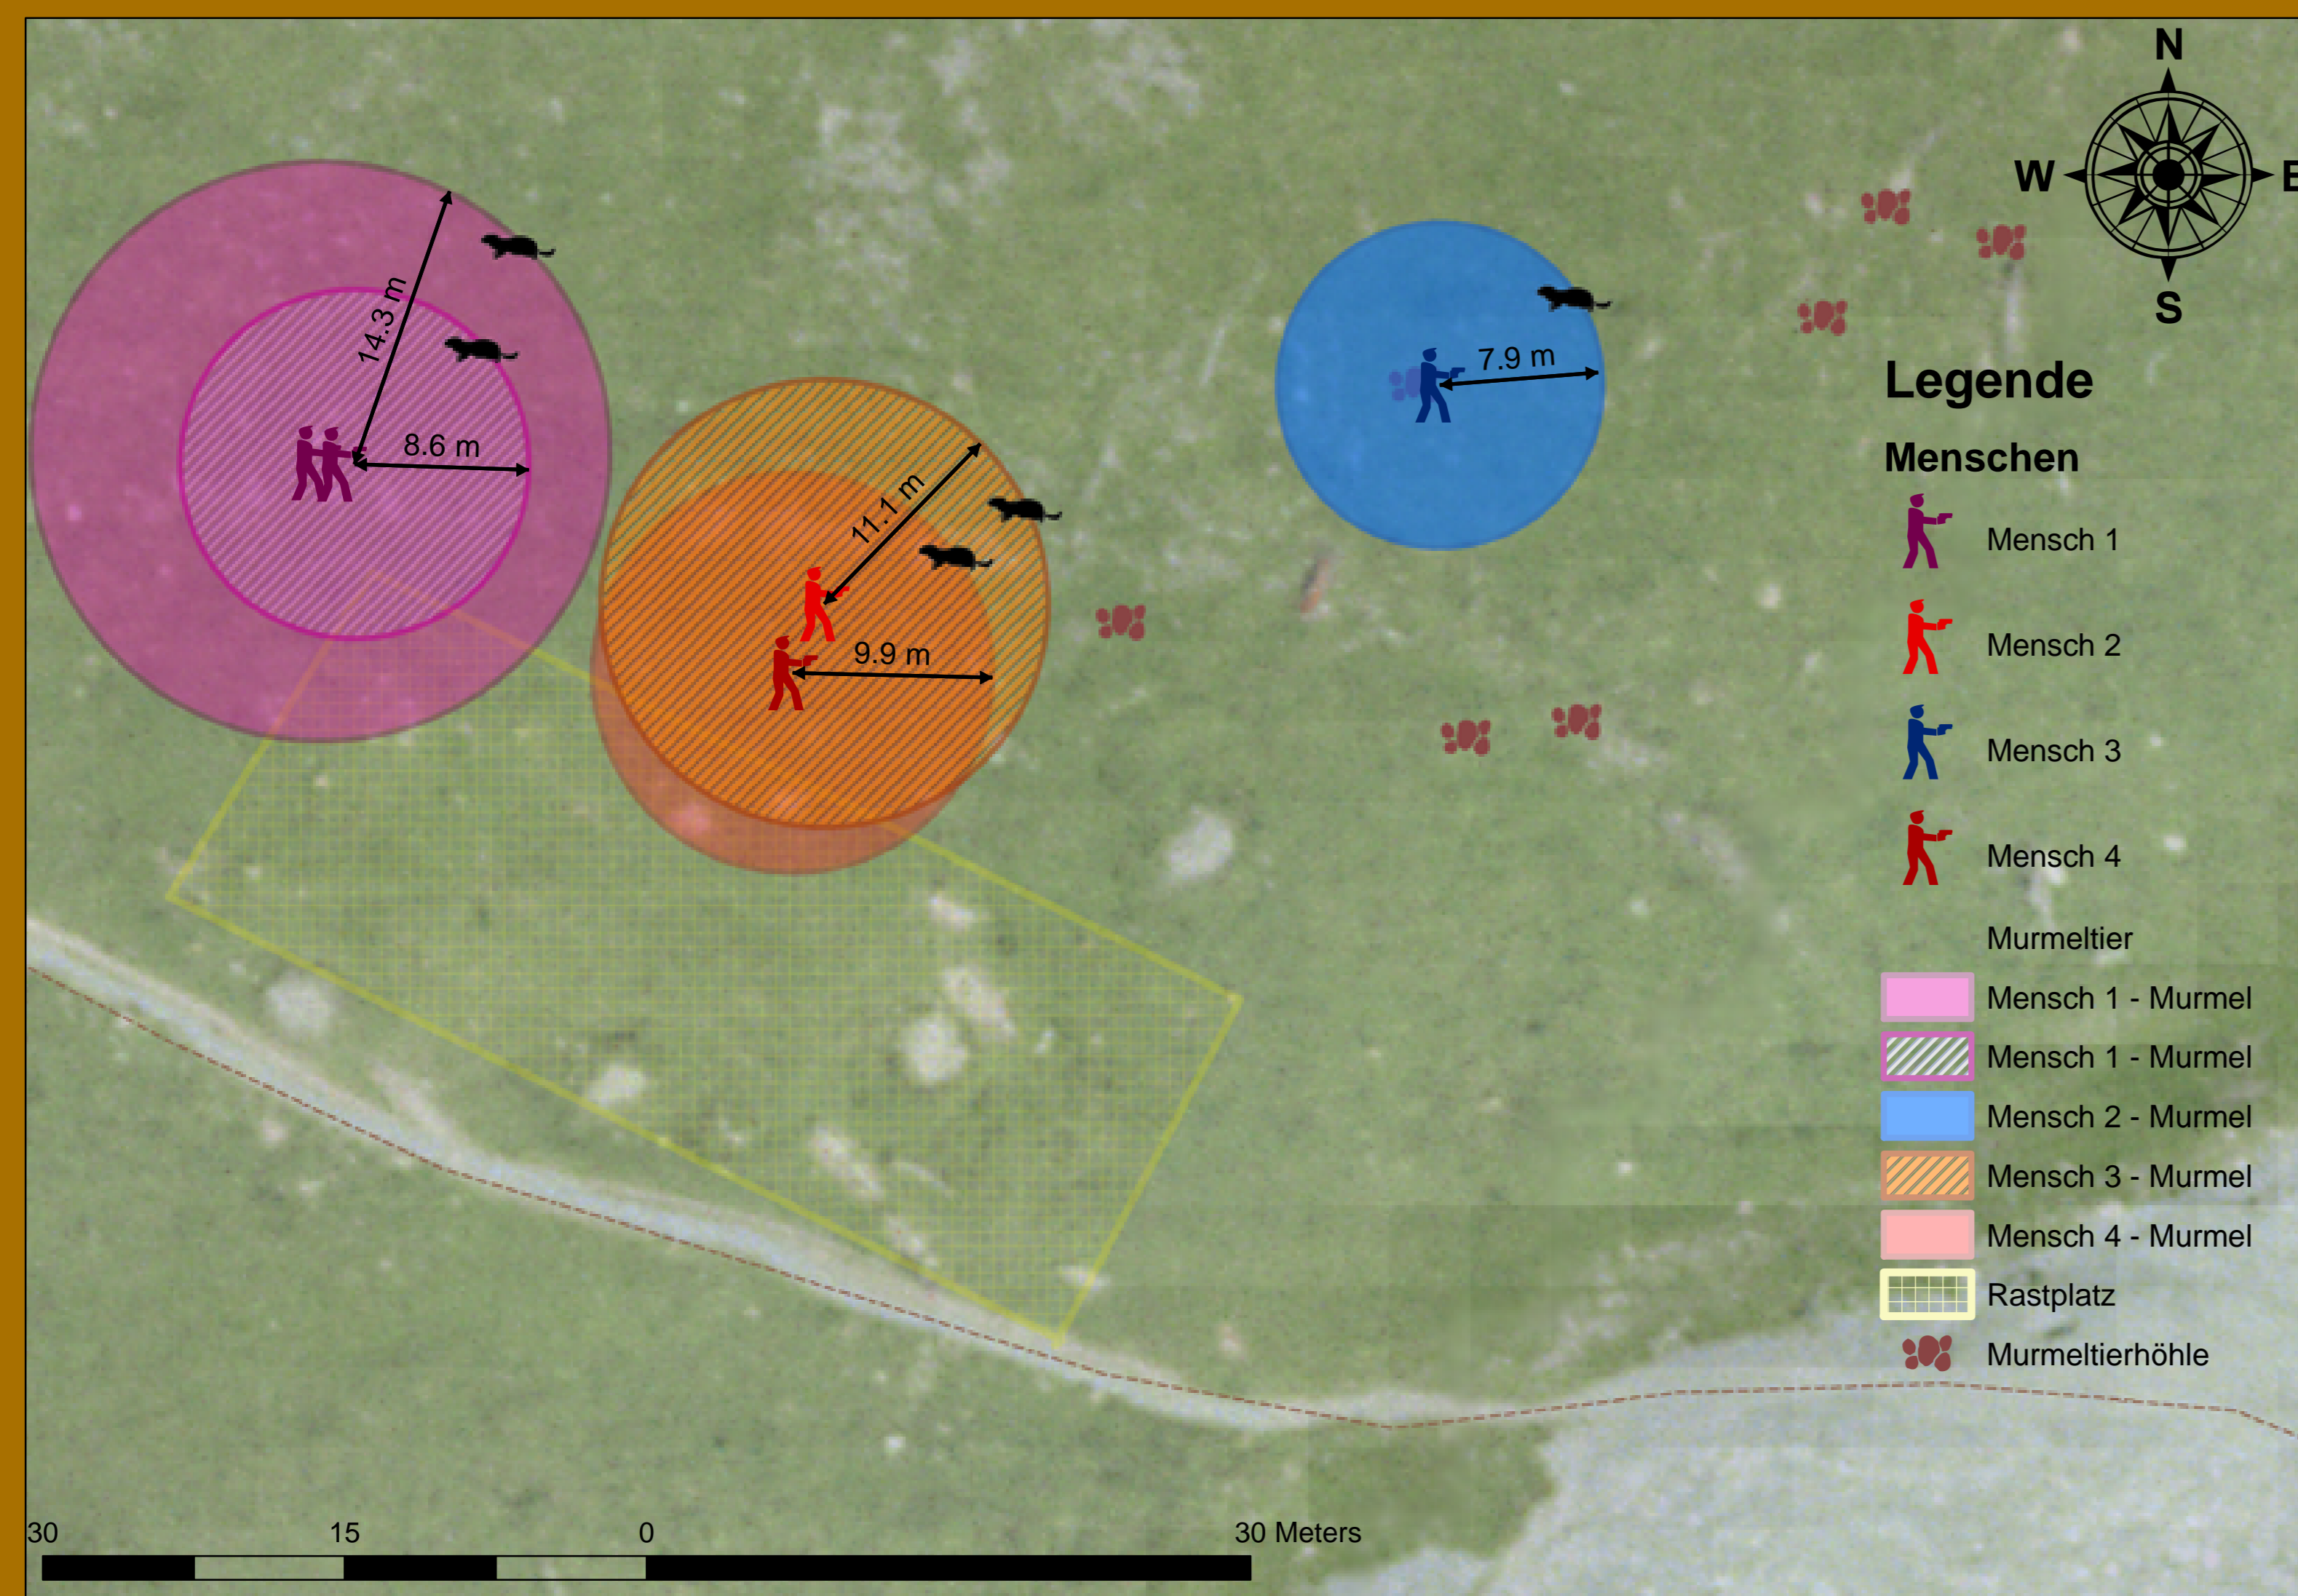 N
W
E
S
14.3 m
8.6 m
11.1 m
9.9 m
7.9 m
Legende
Menschen
Mensch 1
Mensch 2
Mensch 3
Mensch 4
Murmeltier
Mensch 1 - Murmel
Mensch 1 - Murmel
Mensch 2 - Murmel
Mensch 3 - Murmel
Mensch 4 - Murmel
Rastplatz
Murmeltierhöhle
30 15 0 30 Meters